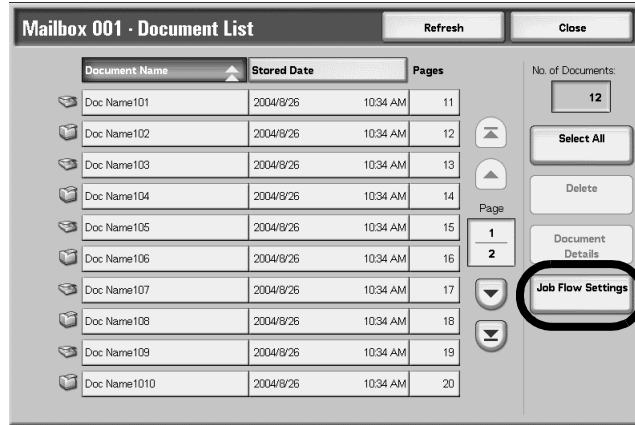 Mailbox 001 · Document List Refresh Close
Document Name Stored Date Pages No. of Documents:
12
Doc Name101 2004/8/26 10:34 AM 11
Doc Name102 2004/8/26 10:34 AM 12 Select All
Doc Name103 2004/8/26 10:34 AM 13
Doc Name104 2004/8/26 10:34 AM 14 Delete
Page
Doc Name105 2004/8/26 10:34 AM 15 1
Document
Details
Doc Name106 2004/8/26 10:34 AM 16 2
Doc Name107 2004/8/26 10:34 AM 17 Job Flow Settings
Doc Name108 2004/8/26 10:34 AM 18
Doc Name109 2004/8/26 10:34 AM 19
Doc Name1010 2004/8/26 10:34 AM 20